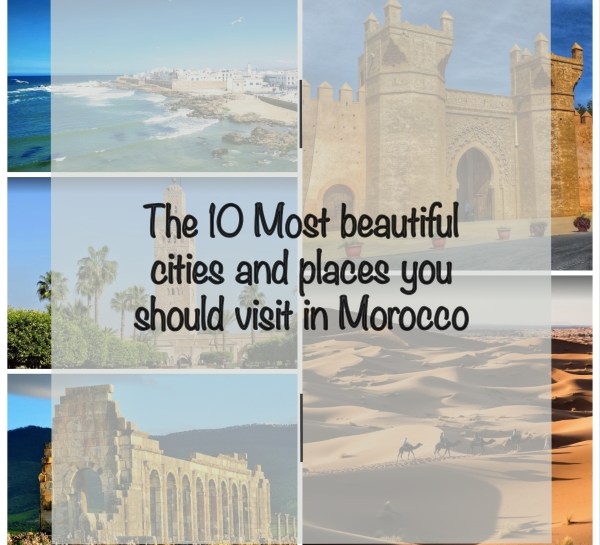 The 10 Most beautiful
cities and places you
should visit in Morocco